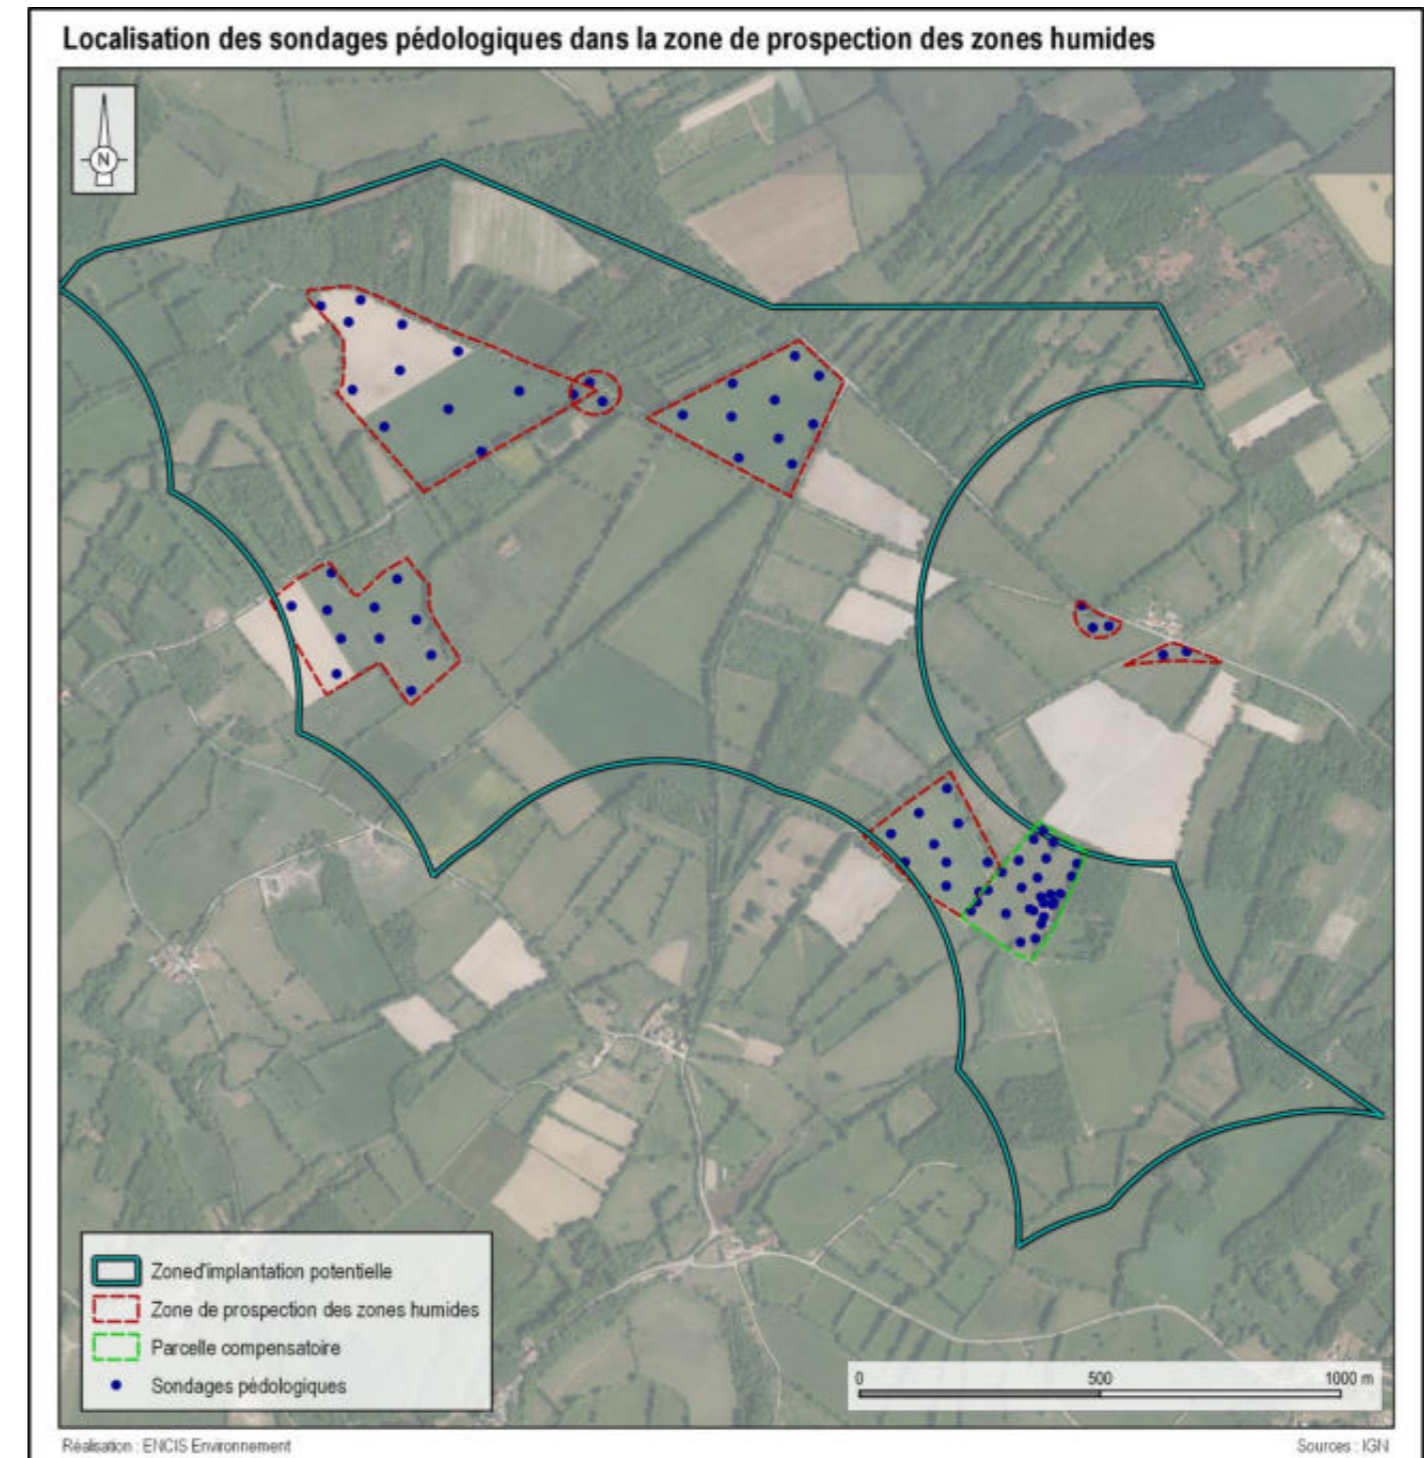 Localisation des sondages pédologiques dans la zone de prospection des zones humides
N
Zoned'implantation potentielle
Zone de prospection des zones humides
Parcelle compensatoire
Sondages pédologiques
0 500 1000 m
Réalisation : ENCIS Environnement
Sources : IGN